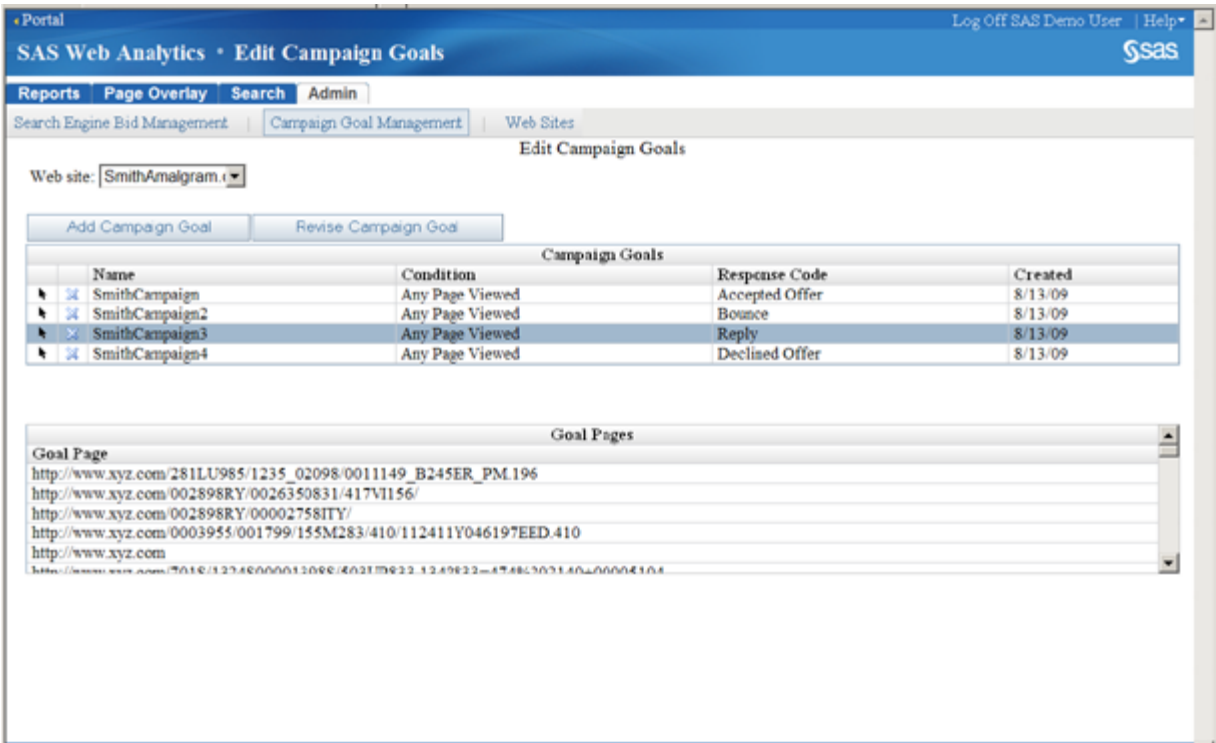 Portal
Log Off SAS Demo User | Help
SAS Web Analytics • Edit Campaign Goals
sas
Reports Page Overlay Search Admin
Search Engine Bid Management | Campaign Goal Management | Web Sites
Edit Campaign Goals
Web site: SmithAmalgram.
Add Campaign Goal Revise Campaign Goal
Campaign Goals
Name Condition Response Code Created
SmithCampaign Any Page Viewed Accepted Offer 8/13/09
SmithCampaign2 Any Page Viewed Bounce 8/13/09
SmithCampaign3 Any Page Viewed Reply 8/13/09
SmithCampaign4 Any Page Viewed Declined Offer 8/13/09
Goal Pages
Goal Page
http://www.xyz.com/281LU985/1235_02098/0011149_B245ER_PM.196
http://www.xyz.com/002898RY/0026350831/417VI156/
http://www.xyz.com/002898RY/00002758ITY/
http://www.xyz.com/0003955/001799/155M283/410/112411Y046197EED.410
http://www.xyz.com